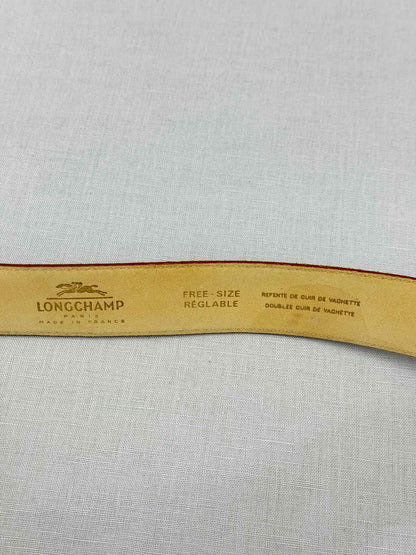 LONGCHAMP
PARIS
MADE IN FRANCE
FREE - SIZE
RÉGLABLE
REFENTE DE CUIR DE VACHETTE
DOUBLÉE CUIR DE VACHETTE